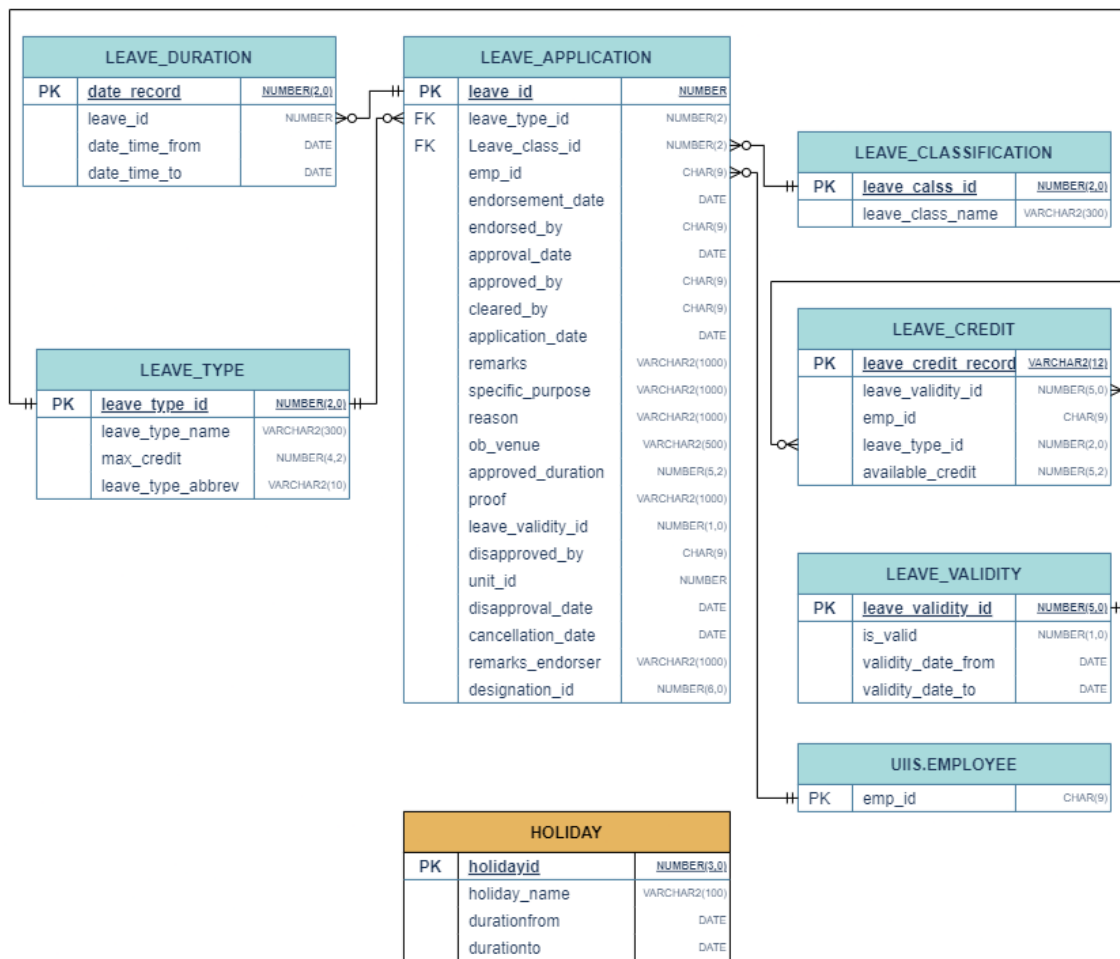 LEAVE_DURATION
PK date_record NUMBER(2,0)
leave_id NUMBER
date_time_from DATE
date_time_to DATE
LEAVE_APPLICATION
PK leave_id NUMBER
FK leave_type_id NUMBER(2)
FK Leave_class_id NUMBER(2)
emp_id CHAR(9)
endorsement_date DATE
endorsed_by CHAR(9)
approval_date DATE
approved_by CHAR(9)
cleared_by CHAR(9)
application_date DATE
remarks VARCHAR2(1000)
specific_purpose VARCHAR2(1000)
reason VARCHAR2(1000)
ob_venue VARCHAR2(500)
approved_duration NUMBER(5,2)
proof VARCHAR2(1000)
leave_validity_id NUMBER(1,0)
disapproved_by CHAR(9)
unit_id NUMBER
disapproval_date DATE
cancellation_date DATE
remarks_endorser VARCHAR2(1000)
designation_id NUMBER(6,0)
LEAVE_CLASSIFICATION
PK leave_calss_id NUMBER(2,0)
leave_class_name VARCHAR2(300)
LEAVE_TYPE
PK leave_type_id NUMBER(2,0)
leave_type_name VARCHAR2(300)
max_credit NUMBER(4,2)
leave_type_abbrev VARCHAR2(10)
LEAVE_CREDIT
PK leave_credit_record VARCHAR2(12)
leave_validity_id NUMBER(5,0)
emp_id CHAR(9)
leave_type_id NUMBER(2,0)
available_credit NUMBER(5,2)
LEAVE_VALIDITY
PK leave_validity_id NUMBER(5,0)
is_valid NUMBER(1,0)
validity_date_from DATE
validity_date_to DATE
UIIS.EMPLOYEE
PK emp_id CHAR(9)
HOLIDAY
PK holidayid NUMBER(3,0)
holiday_name VARCHAR2(100)
durationfrom DATE
durationto DATE